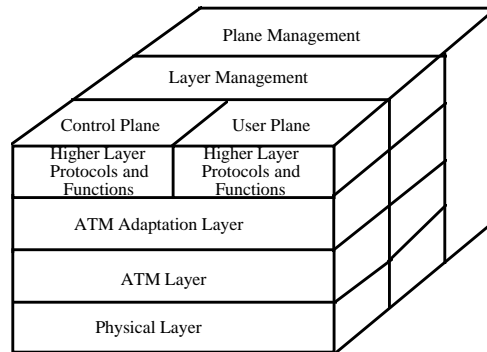 Plane Management
Layer Management
Control Plane
User Plane
Higher Layer
Protocols and
Functions
Higher Layer
Protocols and
Functions
ATM Adaptation Layer
ATM Layer
Physical Layer